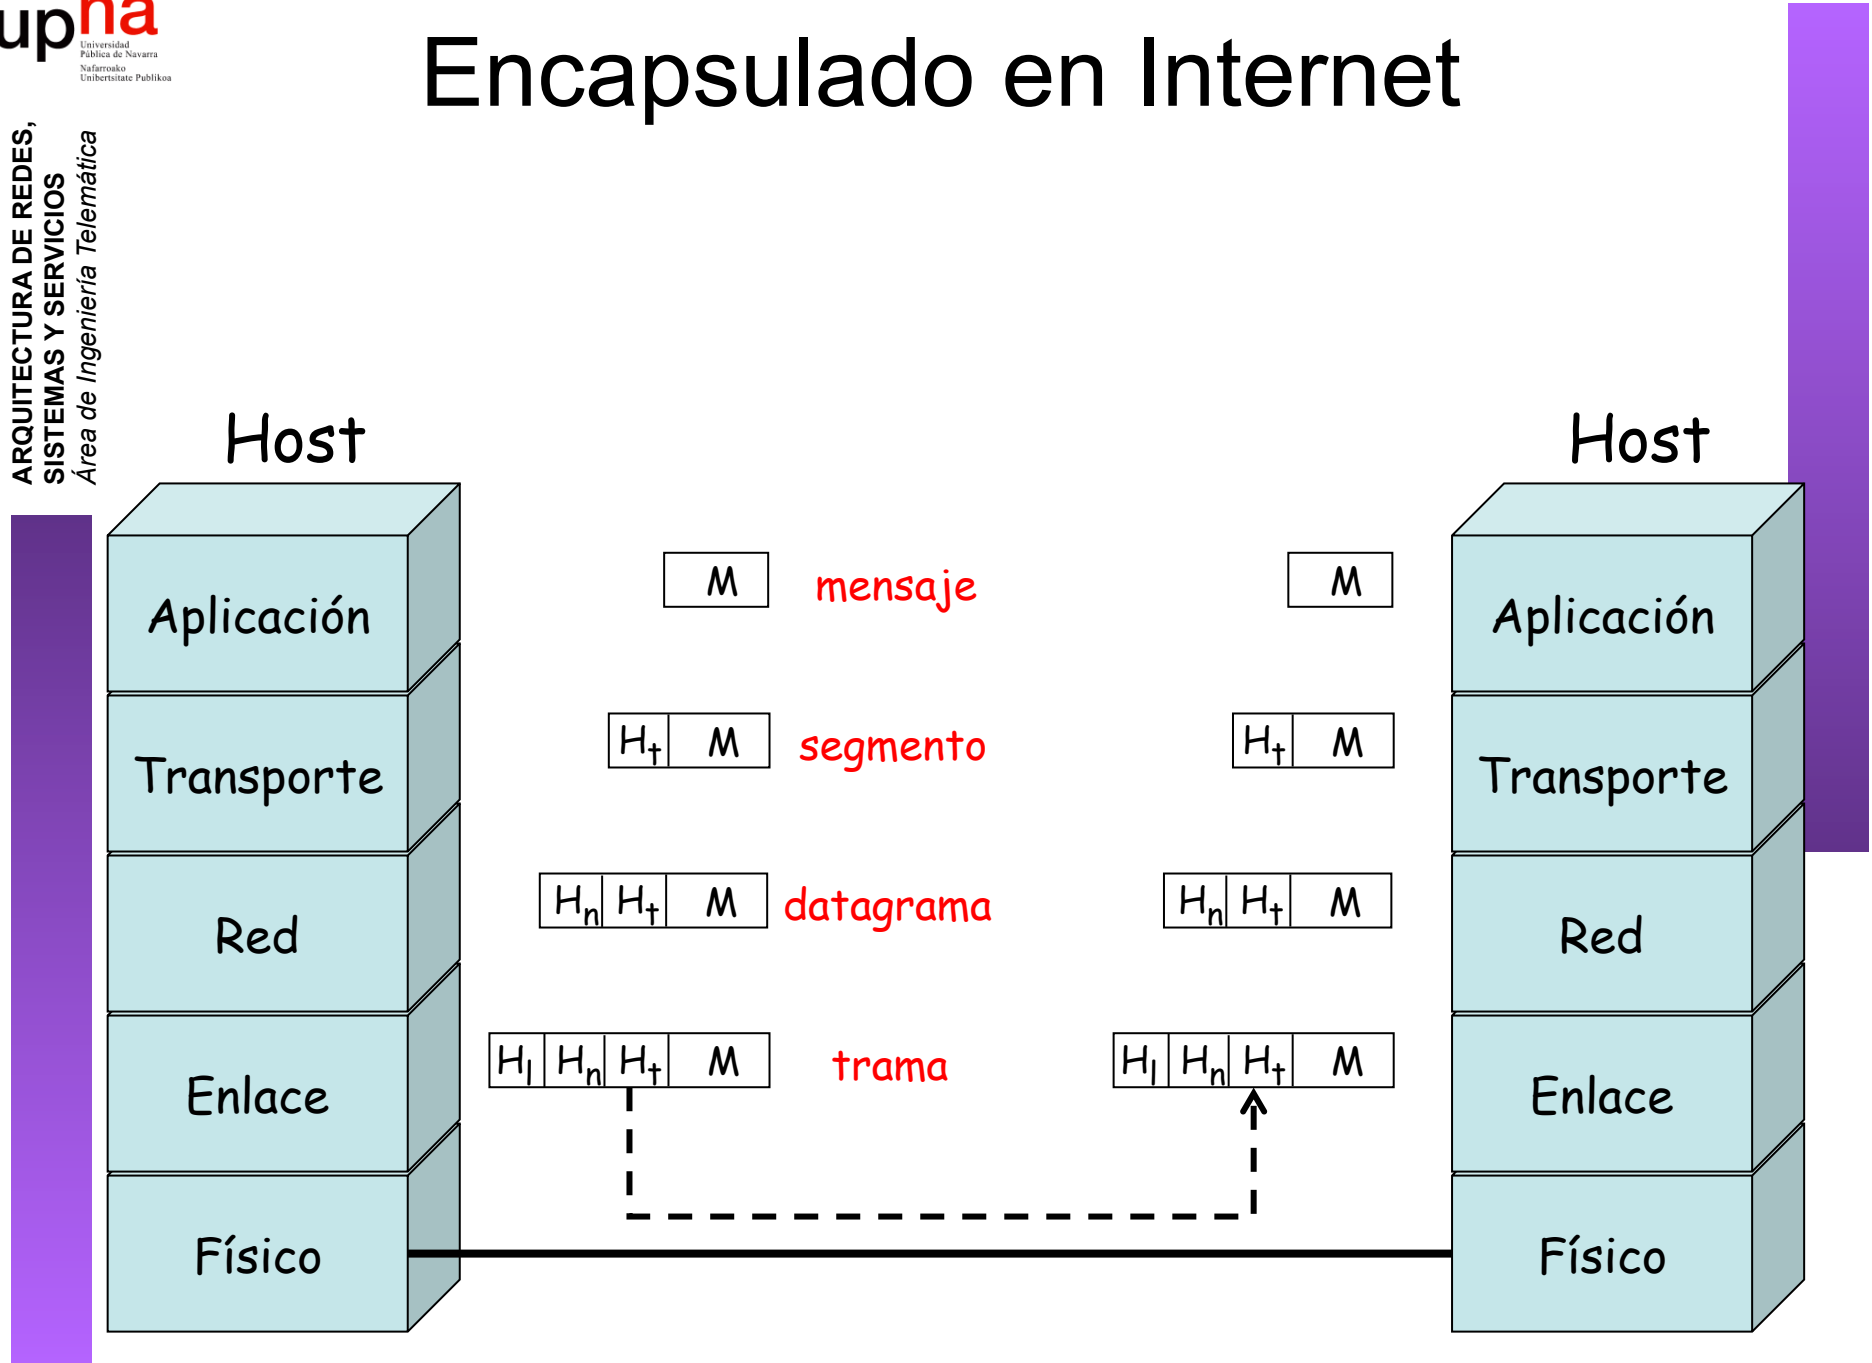 upna
Universidad
Pública de Navarra
Nafarroako
Unibertsitate Publikoa
Encapsulado en Internet
ARQUITECTURA DE REDES,
SISTEMAS Y SERVICIOS
Área de Ingeniería Telemática
Host
Host
Aplicación
M
mensaje
M
Aplicación
Transporte
Ht
M
segmento
Ht
M
Transporte
Red
Hn
Ht
M
datagrama
Hn
Ht
M
Red
Enlace
Hl
Hn
Ht
M
trama
Hl
Hn
Ht
M
Enlace
Físico
Físico